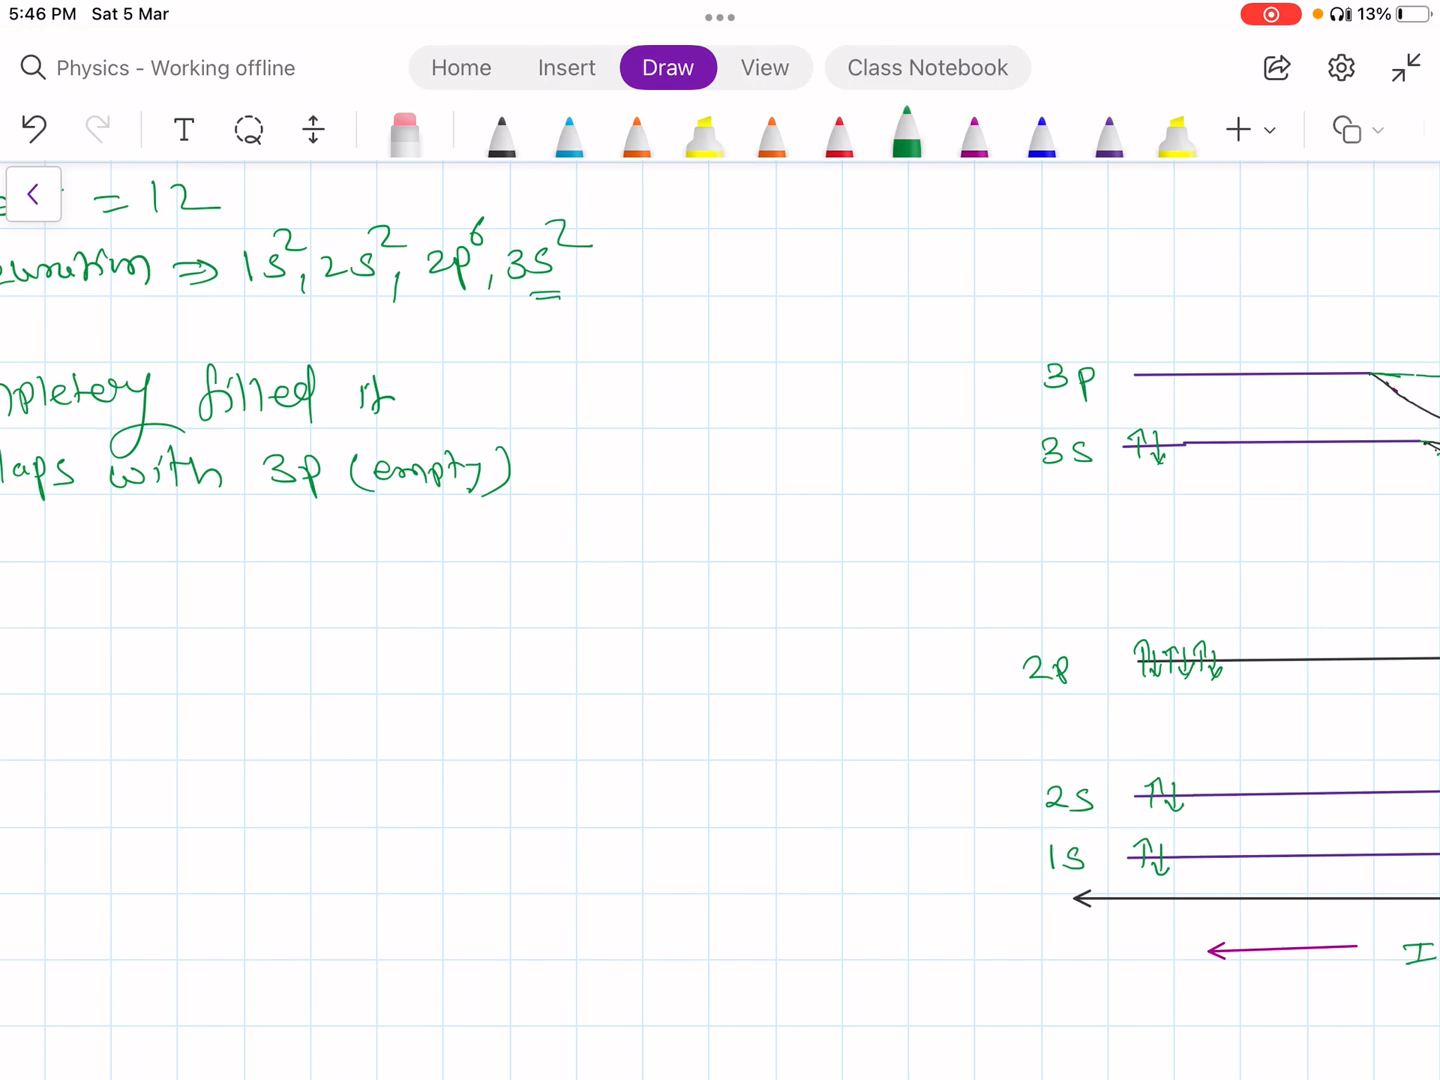 5:46 PM Sat 5 Mar
13%
Physics - Working offline
Home Insert Draw View Class Notebook
T
= 12
⇒ 1s², 2s², 2p⁶, 3s²
filled it
with 3p (empty)
3p
3s ↑↓
2p ↑↓↑↓↑↓
2s ↑↓
1s ↑↓
I